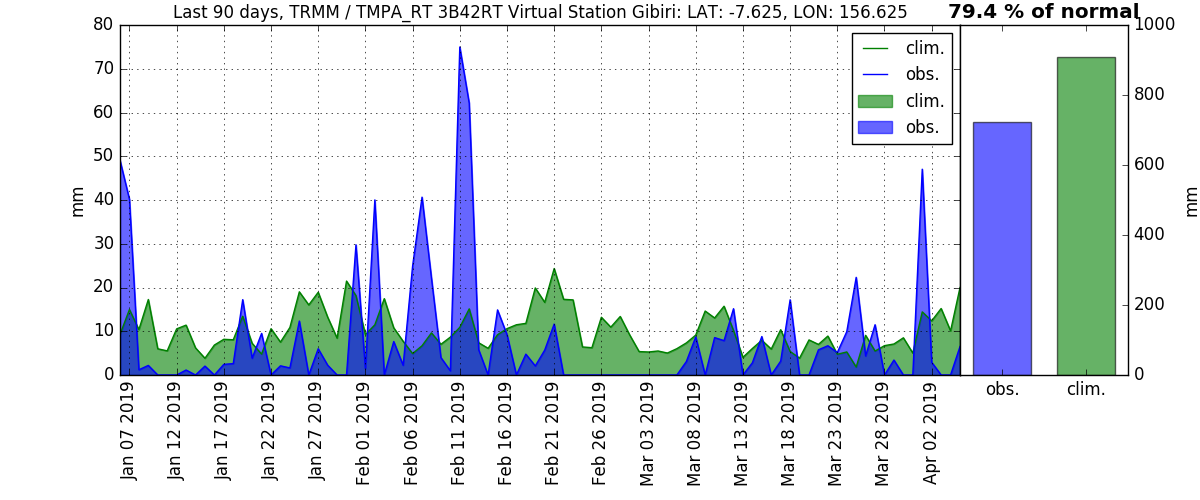 Last 90 days, TRMM / TMPA_RT 3B42RT Virtual Station Gibiri: LAT: -7.625, LON: 156.625
79.4 % of normal
80
70
60
50
40
30
20
10
0
mm
clim.
obs.
clim.
obs.
1000
800
600
400
200
0
mm
obs.
clim.
Jan 07 2019
Jan 12 2019
Jan 17 2019
Jan 22 2019
Jan 27 2019
Feb 01 2019
Feb 06 2019
Feb 11 2019
Feb 16 2019
Feb 21 2019
Feb 26 2019
Mar 03 2019
Mar 08 2019
Mar 13 2019
Mar 18 2019
Mar 23 2019
Mar 28 2019
Apr 02 2019